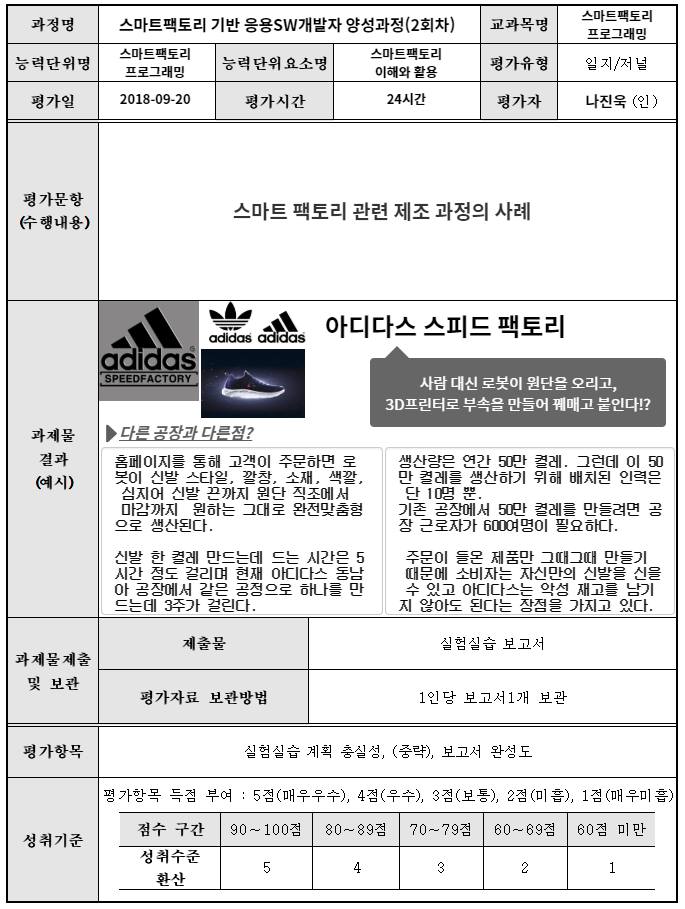 과정명
스마트팩토리 기반 응용SW개발자 양성과정(2회차)
교과목명
스마트팩토리
프로그래밍
능력단위명
스마트팩토리
프로그래밍
능력단위요소명
스마트팩토리
이해와 활용
평가유형
일지/저널
평가일
2018-09-20
평가시간
24시간
평가자
나진욱 (인)
평가문항
(수행내용)
스마트 팩토리 관련 제조 과정의 사례
과제물
결과
(예시)
adidas
SPEEDFACTORY
adidas
adidas
아디다스 스피드 팩토리
사람 대신 로봇이 원단을 오리고,
3D프린터로 부속을 만들어 꿰매고 붙인다!?
다른 공장과 다른점?
홈페이지를 통해 고객이 주문하면 로
봇이 신발 스타일, 깔창, 소재, 색깔,
심지어 신발 끈까지 원단 직조에서
마감까지 원하는 그대로 완전맞춤형
으로 생산된다.
신발 한 켤레 만드는데 드는 시간은 5
시간 정도 걸리며 현재 아디다스 동남
아 공장에서 같은 공정으로 하나를 만
드는데 3주가 걸린다.
생산량은 연간 50만 켤레. 그런데 이 50
만 켤레를 생산하기 위해 배치된 인력은
단 10명 뿐.
기존 공장에서 50만 켤레를 만들려면 공
장 근로자가 600여명이 필요하다.
주문이 들온 제품만 그때그때 만들기
때문에 소비자는 자신만의 신발을 신을
수 있고 아디다스는 악성 재고를 남기
지 않아도 된다는 장점을 가지고 있다.
과제물제출
및 보관
제출물
실험실습 보고서
평가자료 보관방법
1인당 보고서1개 보관
평가항목
실험실습 계획 충실성, (중략), 보고서 완성도
성취기준
평가항목 득점 부여 : 5점(매우우수), 4점(우수), 3점(보통), 2점(미흡), 1점(매우미흡)
점수 구간 90～100점 80～89점 70～79점 60～69점 60점 미만
성취수준
환산
5 4 3 2 1